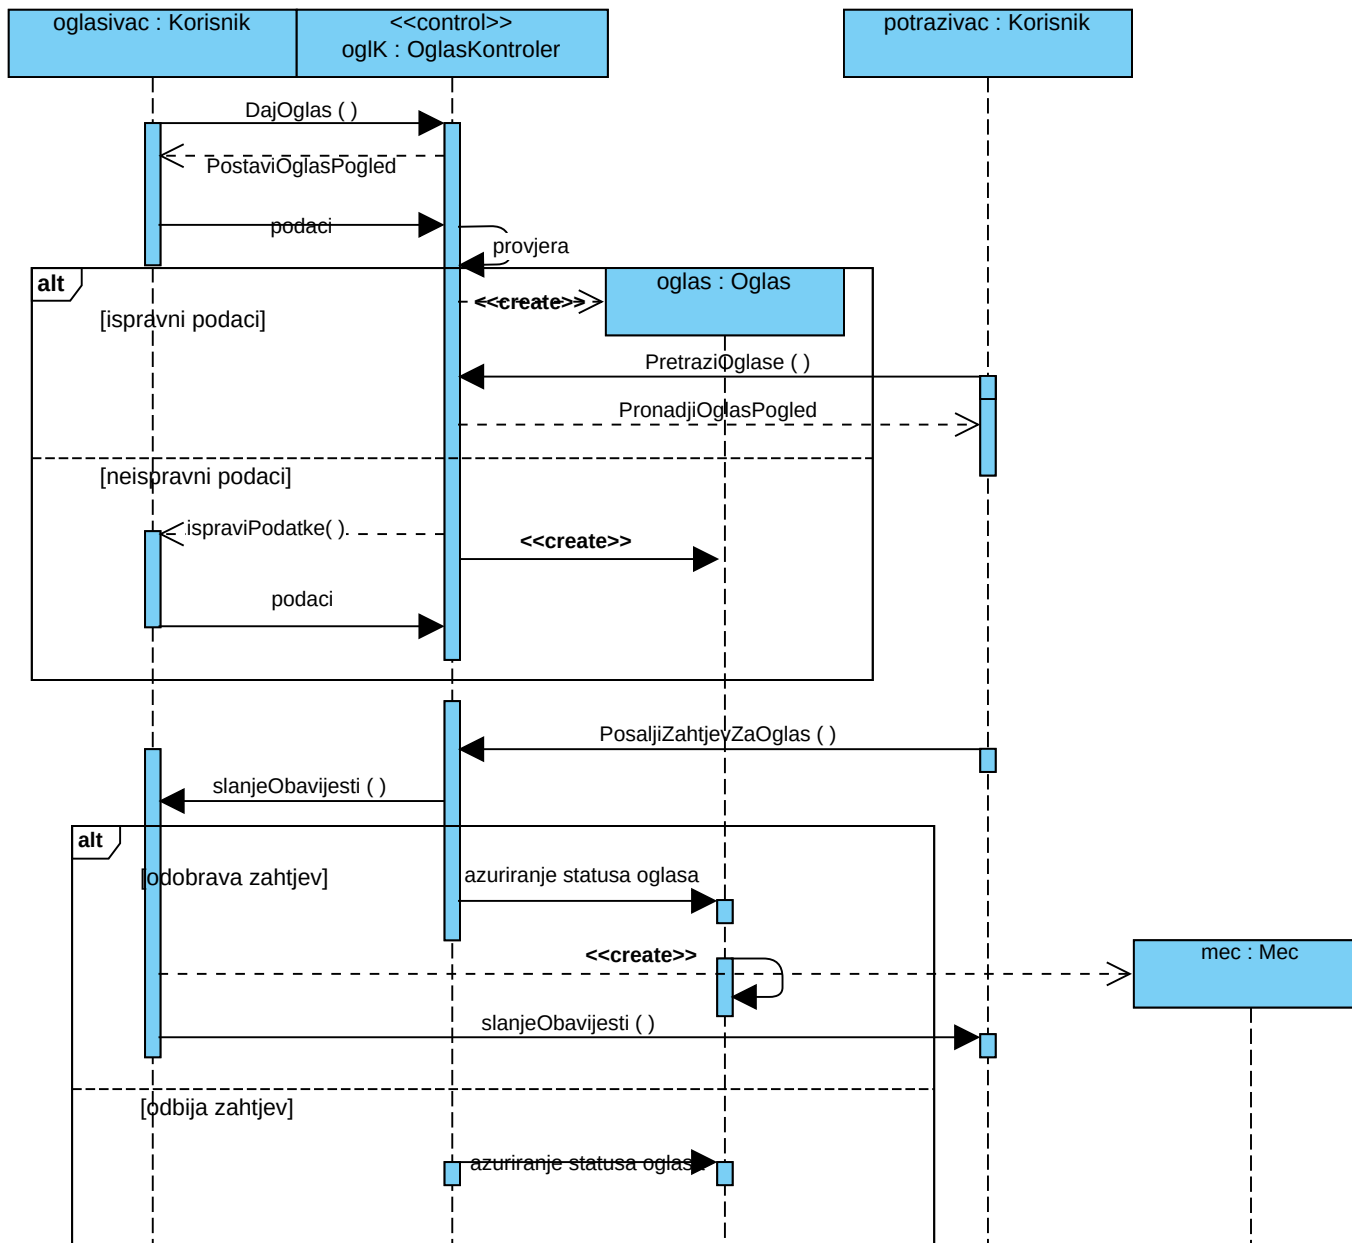 oglasivac : Korisnik
<<control>>
oglK : OglasKontroler
potrazivac : Korisnik
DajOglas ( )
PostaviOglasPogled
podaci
provjera
alt
oglas : Oglas
<<create>>
[ispravni podaci]
PretraziOglase ( )
PronadjiOglasPogled
[neispravni podaci]
ispraviPodatke( )
<<create>>
podaci
PosaljiZahtjevZaOglas ( )
slanjeObavijesti ( )
alt
[odobrava zahtjev]
azuriranje statusa oglasa
<<create>>
mec : Mec
slanjeObavijesti ( )
[odbija zahtjev]
azuriranje statusa oglasa